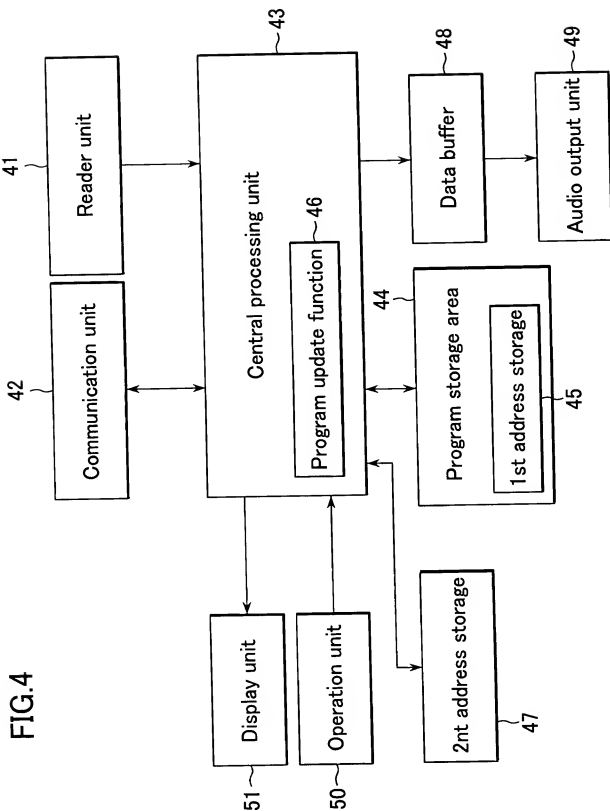 FIG.4
41
Reader unit
42
Communication unit
43
Central processing unit
46
Program update function
51
Display unit
50
Operation unit
47
2nt address storage
44
Program storage area
1st address storage
45
48
Data buffer
49
Audio output unit